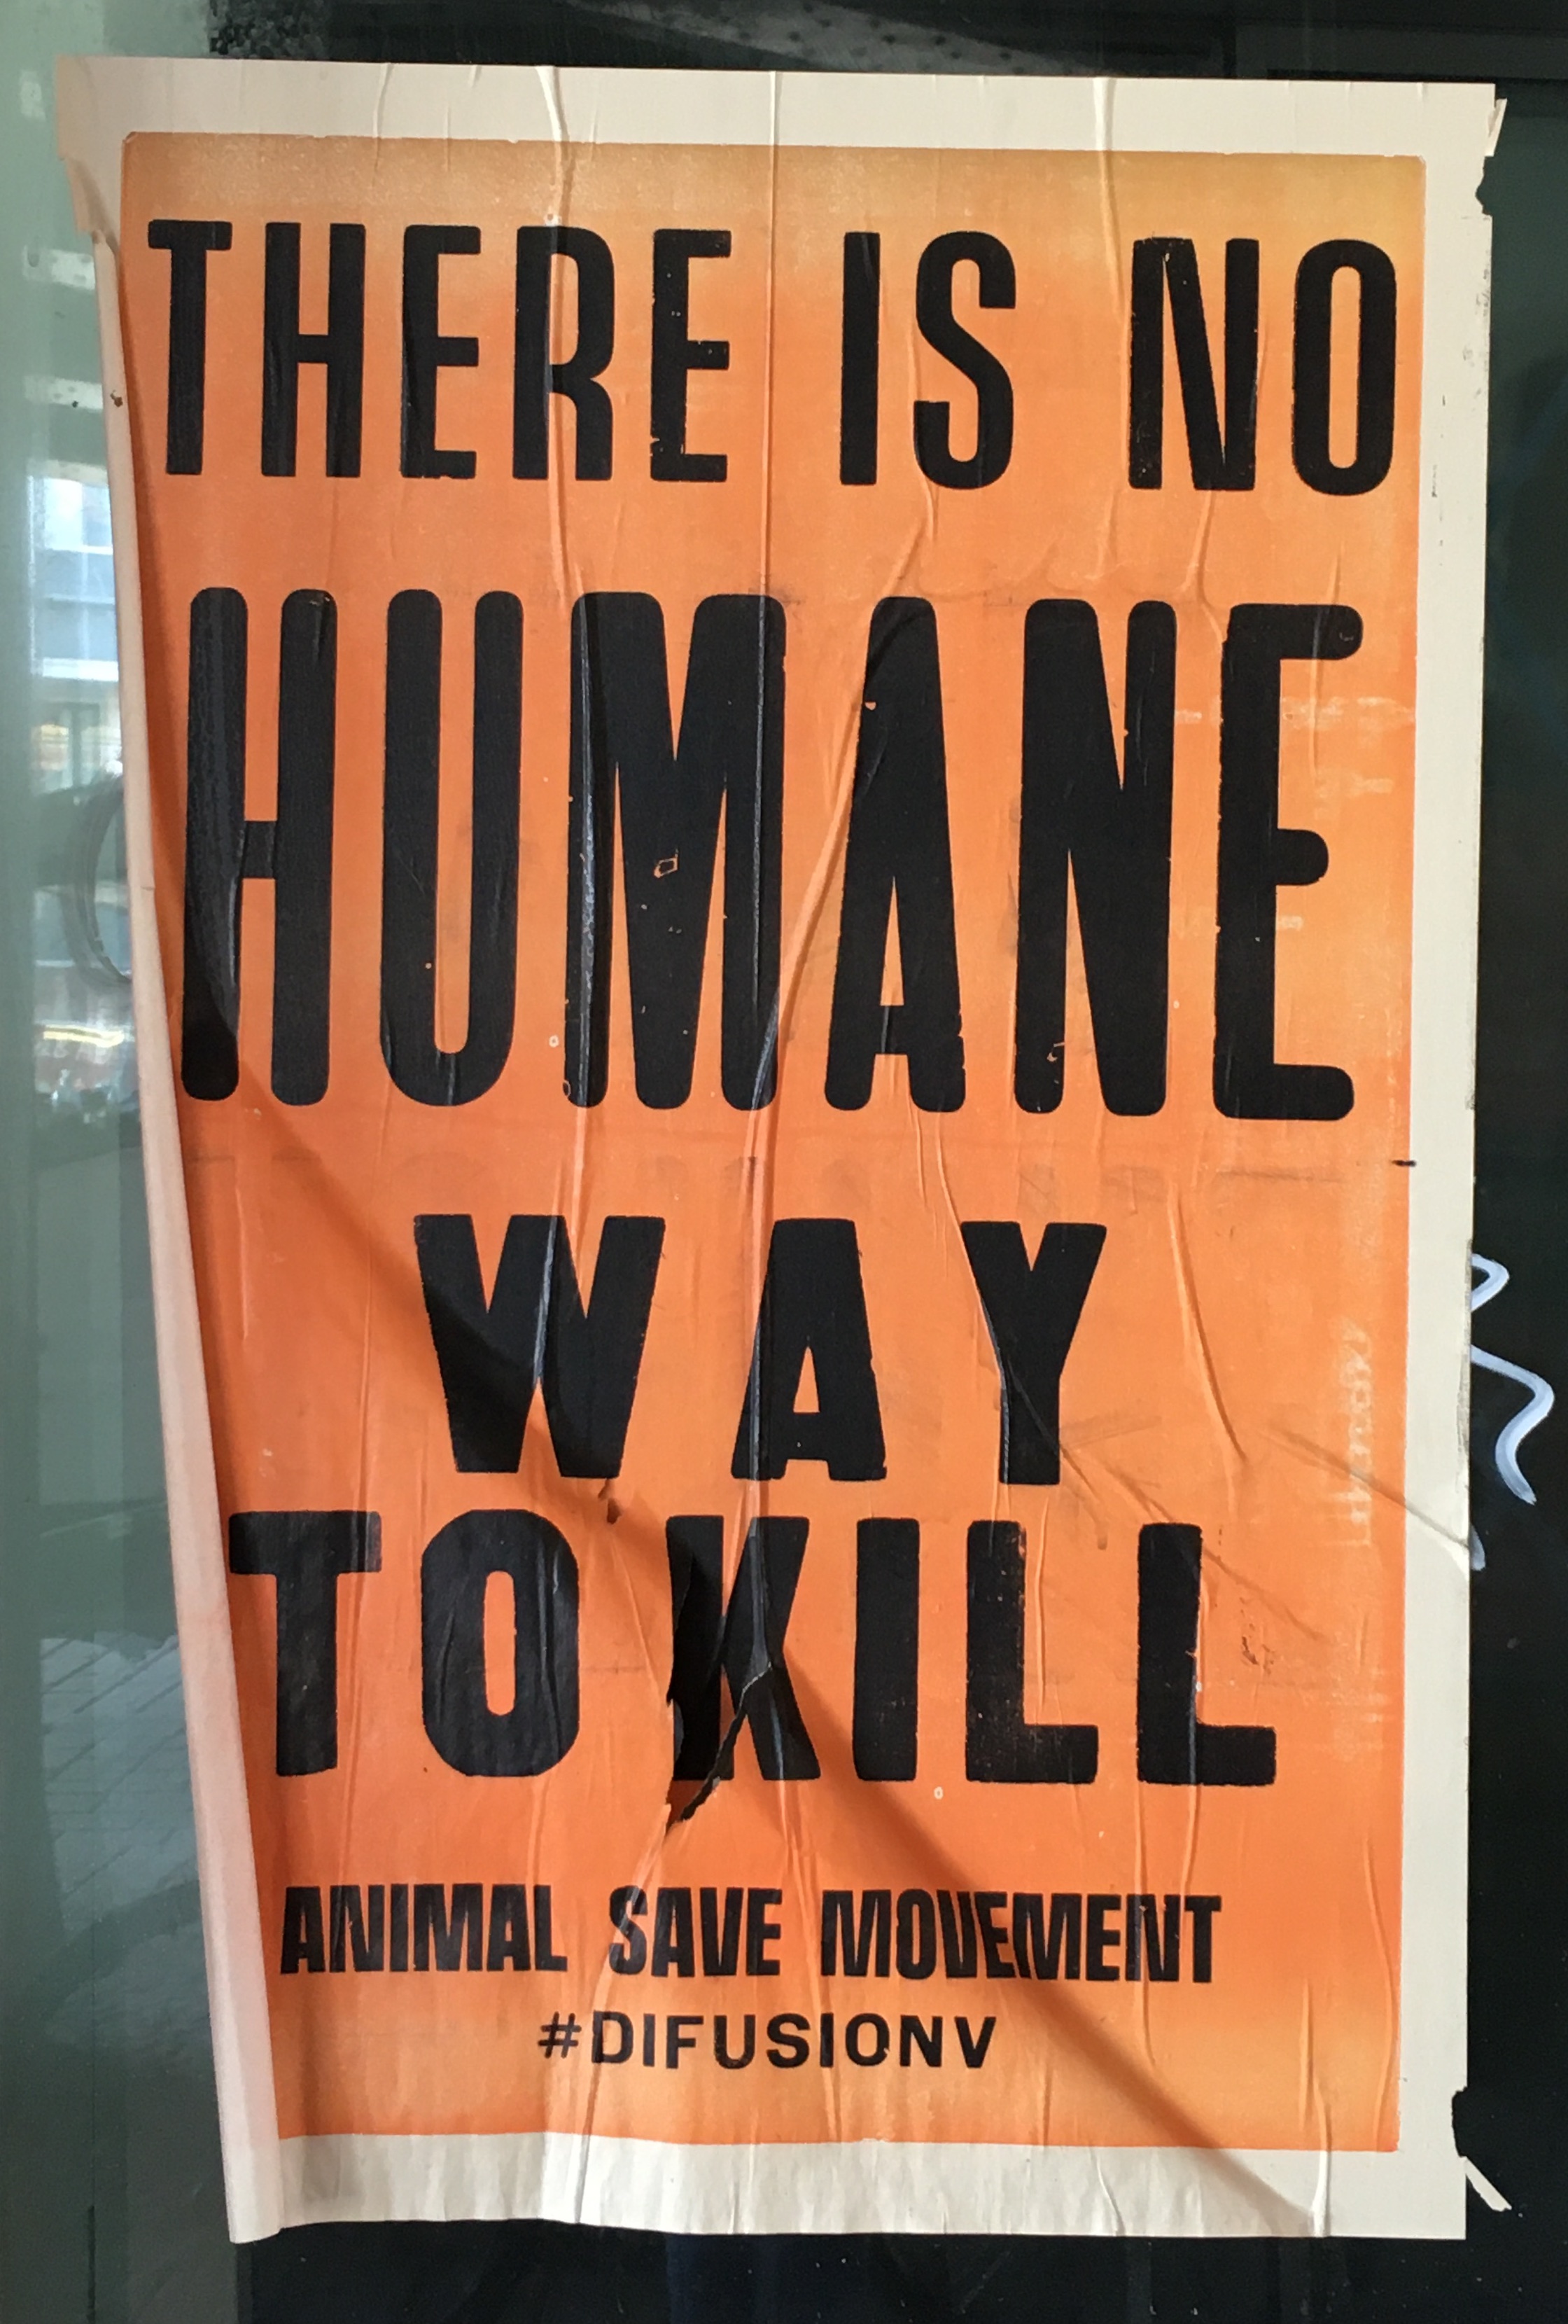 THERE IS NO
HUMANE
WAY
TO KILL
ANIMAL SAVE MOVEMENT
#DIFUSIONV